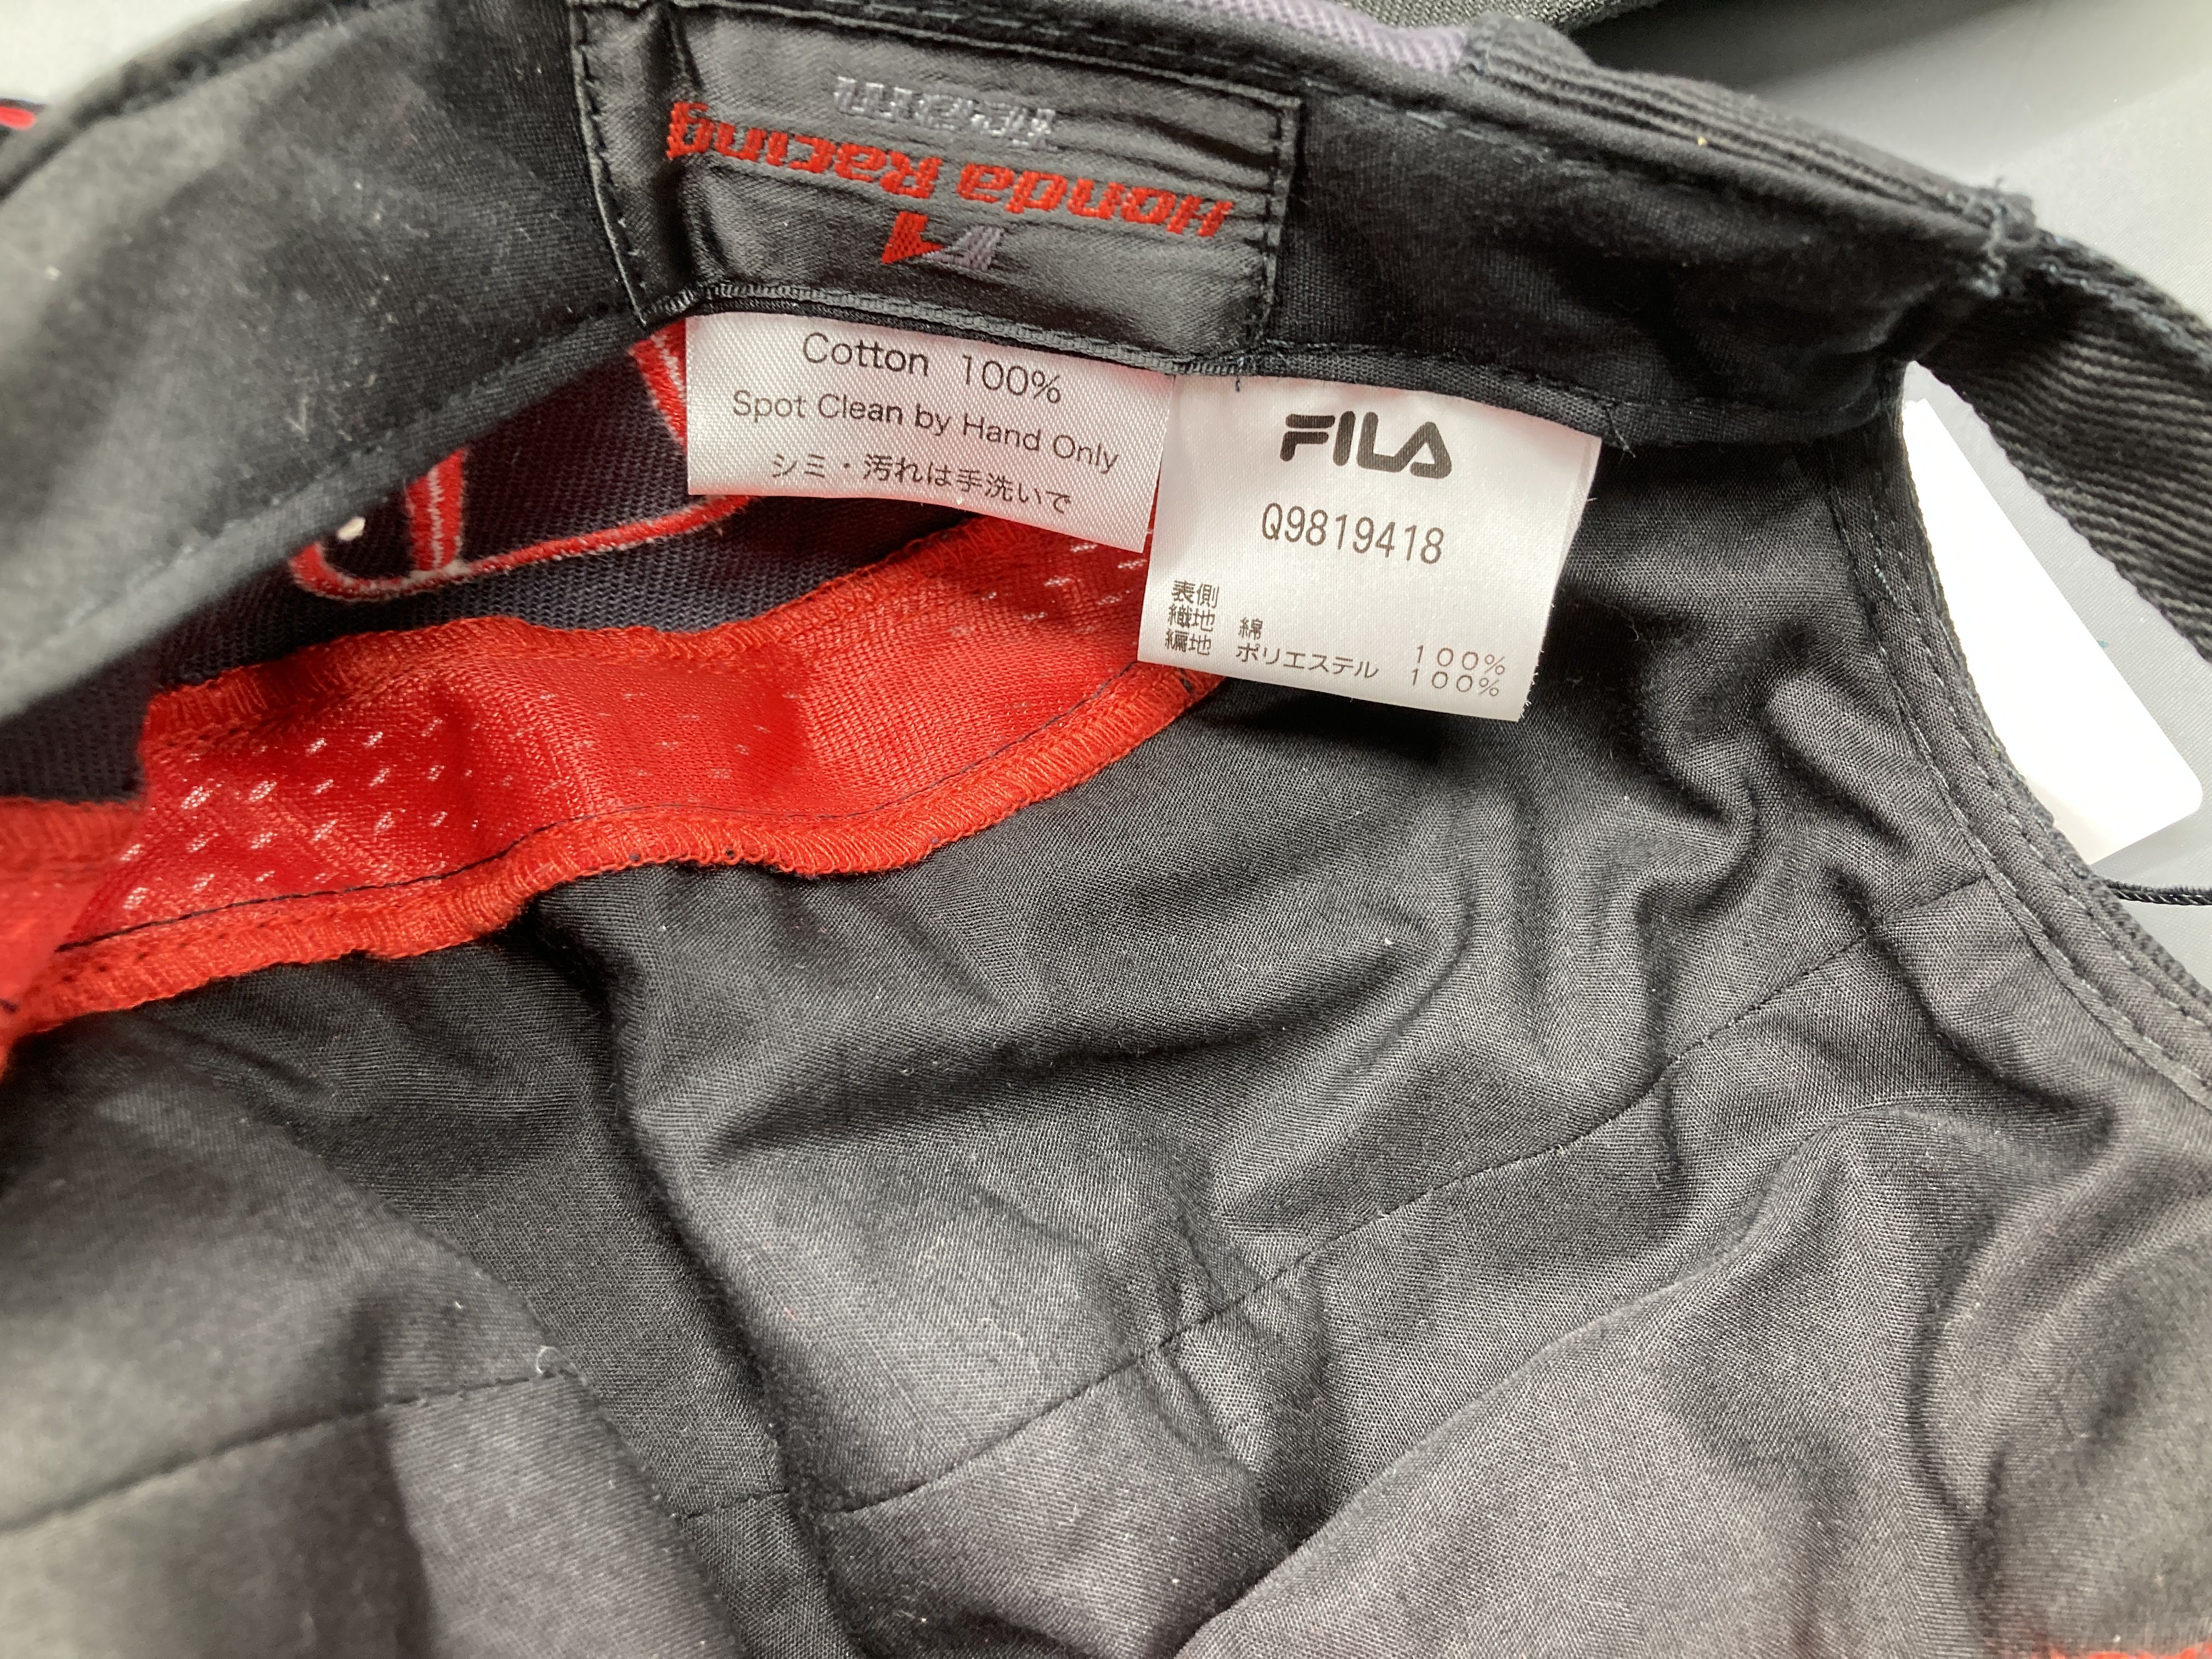 F1
Honda Racing
Cotton 100%
Spot Clean by Hand Only
シミ・汚れは手洗いで
FILA
Q9819418
表側
織地 綿 100%
編地 ポリエステル 100%